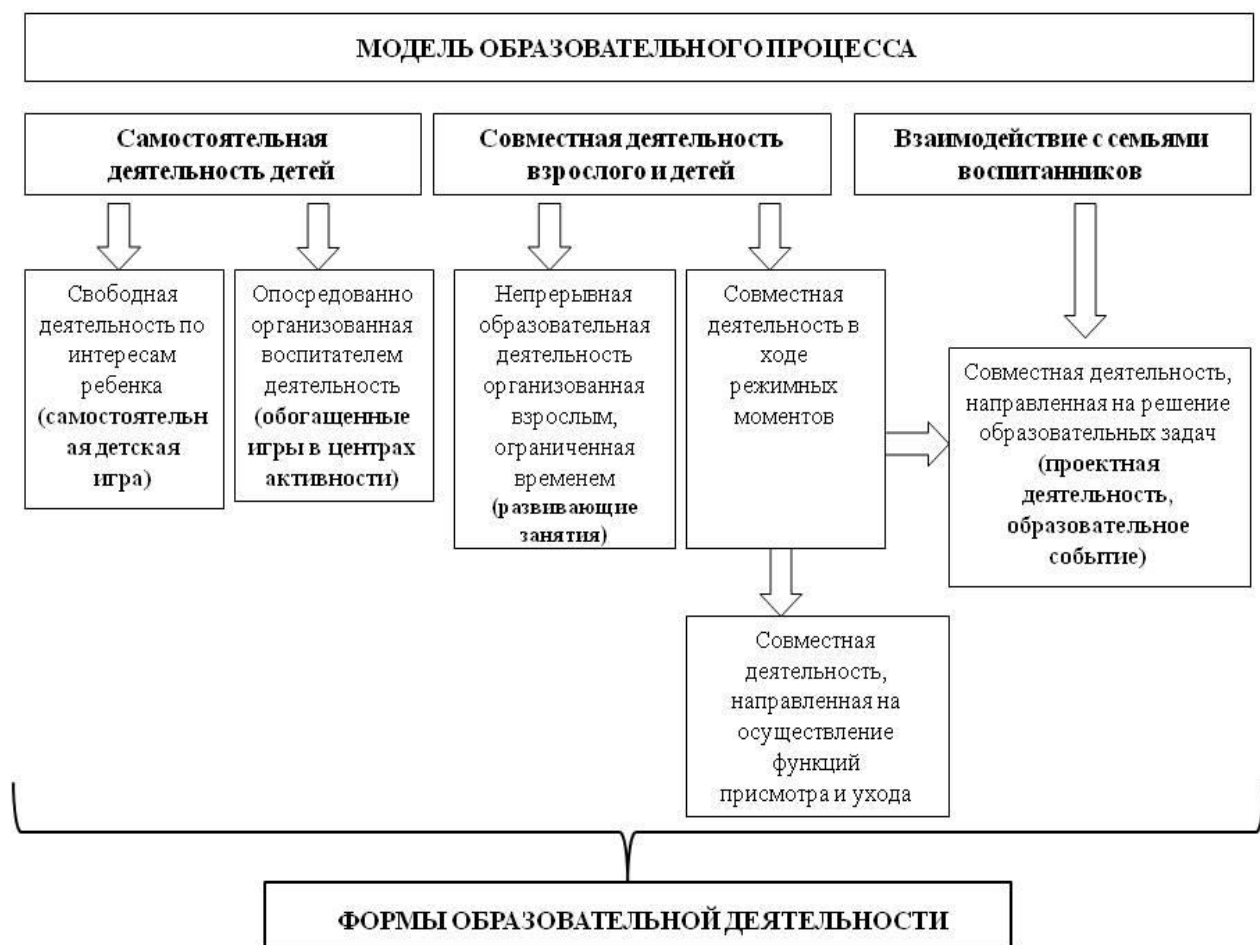 МОДЕЛЬ ОБРАЗОВАТЕЛЬНОГО ПРОЦЕССА
Самостоятельная
деятельность детей
Совместная деятельность
взрослого и детей
Взаимодействие с семьями
воспитанников
Свободная
деятельность по
интересам
ребенка
(самостоятельн
ая детская
игра)
Опосредованно
организованная
воспитателем
деятельность
(обогащенные
игры в центрах
активности)
Непрерывная
образовательная
деятельность
организованная
взрослым,
ограниченная
временем
(развивающие
занятия)
Совместная
деятельность в
ходе
режимных
моментов
Совместная деятельность,
направленная на решение
образовательных задач
(проектная
деятельность,
образовательное
событие)
Совместная
деятельность,
направленная на
осуществление
функций
присмотра и ухода
ФОРМЫ ОБРАЗОВАТЕЛЬНОЙ ДЕЯТЕЛЬНОСТИ